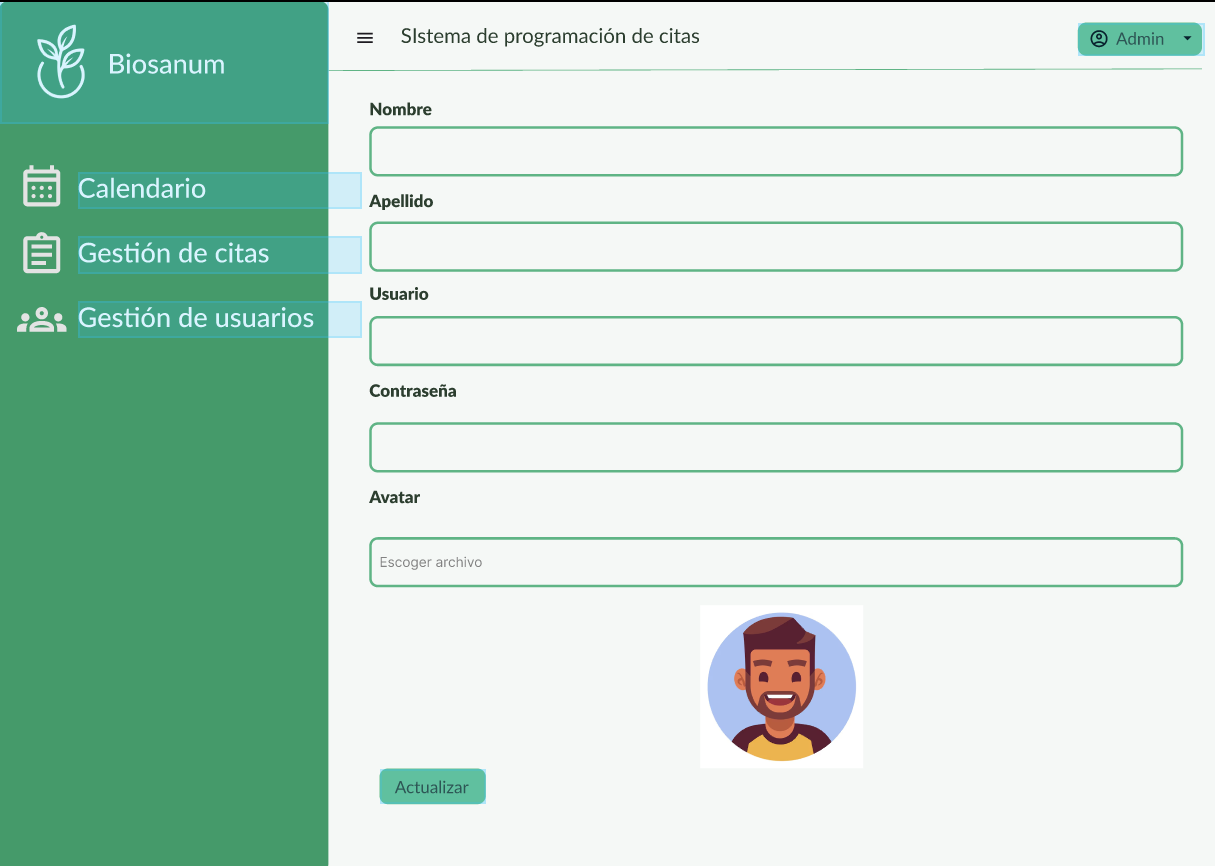 Biosanum
SIstema de programación de citas
Admin
Calendario
Gestión de citas
Gestión de usuarios
Nombre
Apellido
Usuario
Contraseña
Avatar
Escoger archivo
Actualizar